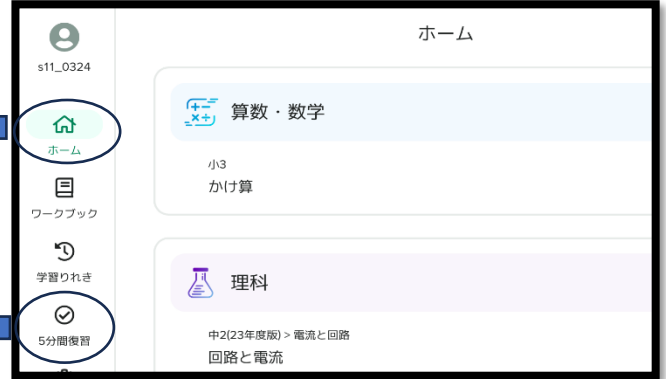 ホーム
s11_0324
ホーム
ワークブック
学習りれき
5分間復習
算数・数学
小3
かけ算
理科
中2(23年度版) > 電流と回路
回路と電流